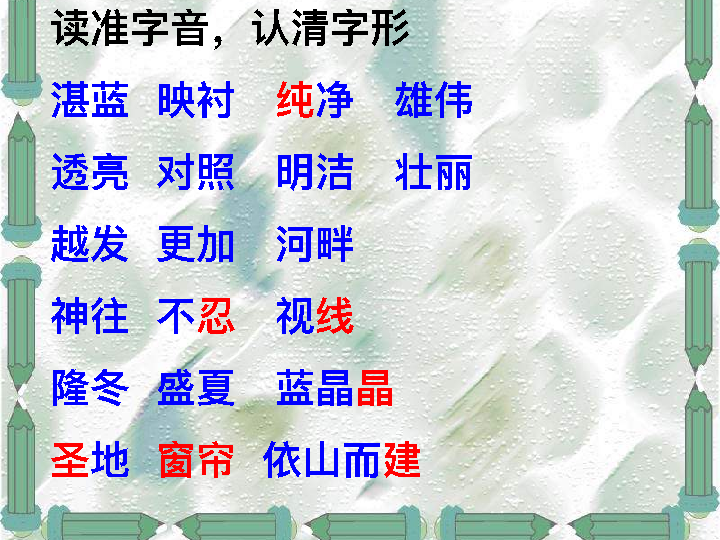 读准字音，认清字形
湛蓝 映衬 纯净 雄伟
透亮 对照 明洁 壮丽
越发 更加 河畔
神往 不忍 视线
隆冬 盛夏 蓝晶晶
圣地 窗帘 依山而建